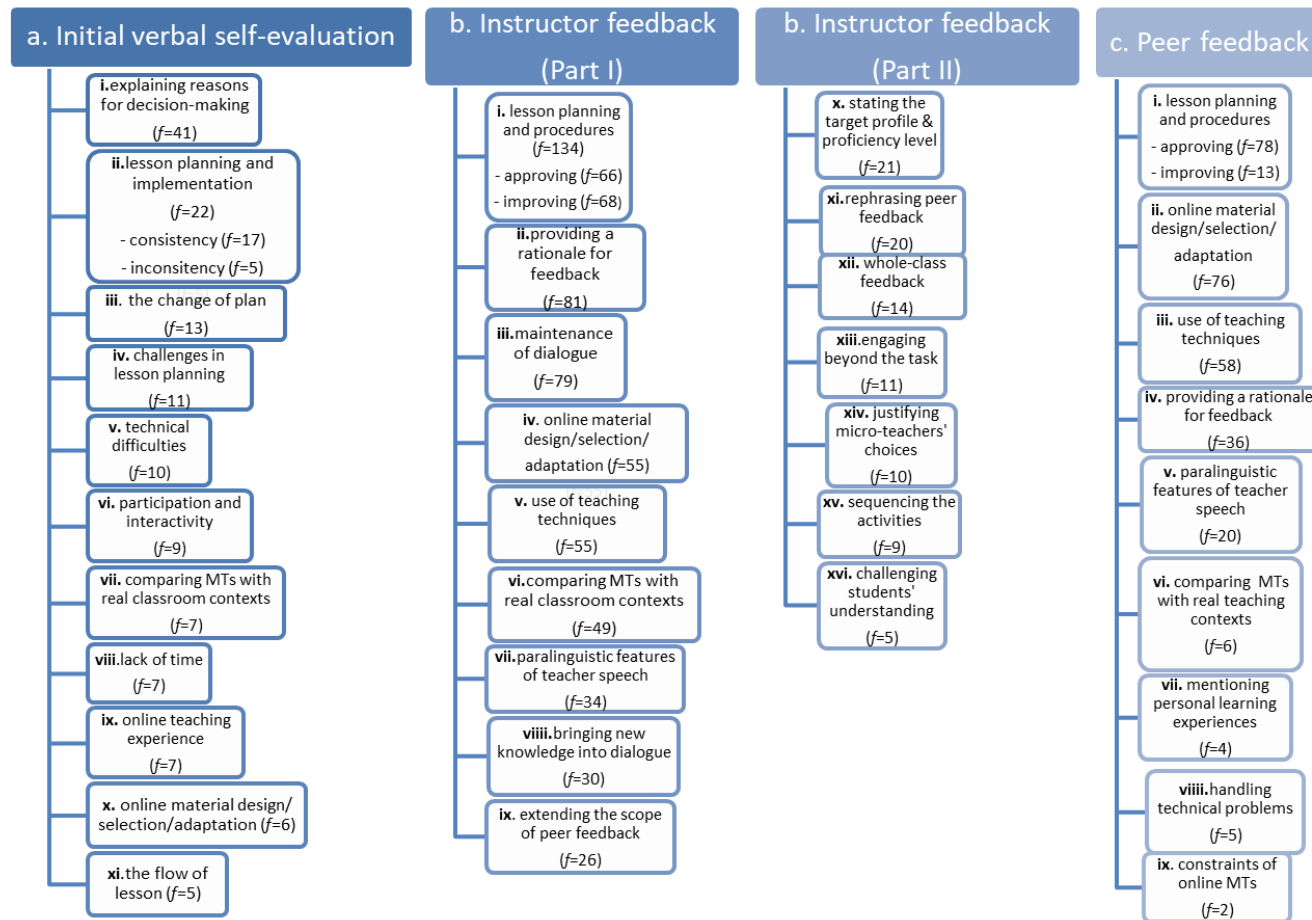 a. Initial verbal self-evaluation
i.explaining reasons
for decision-making
(f=41)
ii.lesson planning and
implementation
(f=22)
- consistency (f=17)
- inconsitency (f=5)
iii. the change of plan
(f=13)
iv. challenges in
lesson planning
(f=11)
v. technical
difficulties
(f=10)
vi. participation and
interactivity
(f=9)
vii. comparing MTs with
real classroom contexts
(f=7)
viii.lack of time
(f=7)
ix. online teaching
experience
(f=7)
x. online material design/
selection/adaptation (f=6)
xi.the flow of
lesson (f=5)
b. Instructor feedback
(Part I)
i. lesson planning
and procedures
(f=134)
- approving (f=66)
- improving (f=68)
ii.providing a
rationale for
feedback
(f=81)
iii.maintenance
of dialogue
(f=79)
iv. online material
design/selection/
adaptation (f=55)
v. use of teaching
techniques
(f=55)
vi.comparing MTs with
real classroom contexts
(f=49)
vii.paralinguistic features
of teacher speech
(f=34)
viiii.bringing new
knowledge into dialogue
(f=30)
ix. extending the scope
of peer feedback
(f=26)
b. Instructor feedback
(Part II)
x. stating the
target profile &
proficiency level
(f=21)
xi.rephrasing peer
feedback
(f=20)
xii. whole-class
feedback
(f=14)
xiii.engaging
beyond the task
(f=11)
xiv. justifying
micro-teachers'
choices
(f=10)
xv. sequencing the
activities
(f=9)
xvi. challenging
students'
understanding
(f=5)
c. Peer feedback
i. lesson planning
and procedures
- approving (f=78)
- improving (f=13)
ii. online material
design/selection/
adaptation
(f=76)
iii. use of teaching
techniques
(f=58)
iv. providing a rationale
for feedback
(f=36)
v. paralinguistic
features of teacher
speech
(f=20)
vi. comparing MTs
with real teaching
contexts
(f=6)
vii. mentioning
personal learning
experiences
(f=4)
viiii.handling
technical problems
(f=5)
ix. constraints of
online MTs
(f=2)